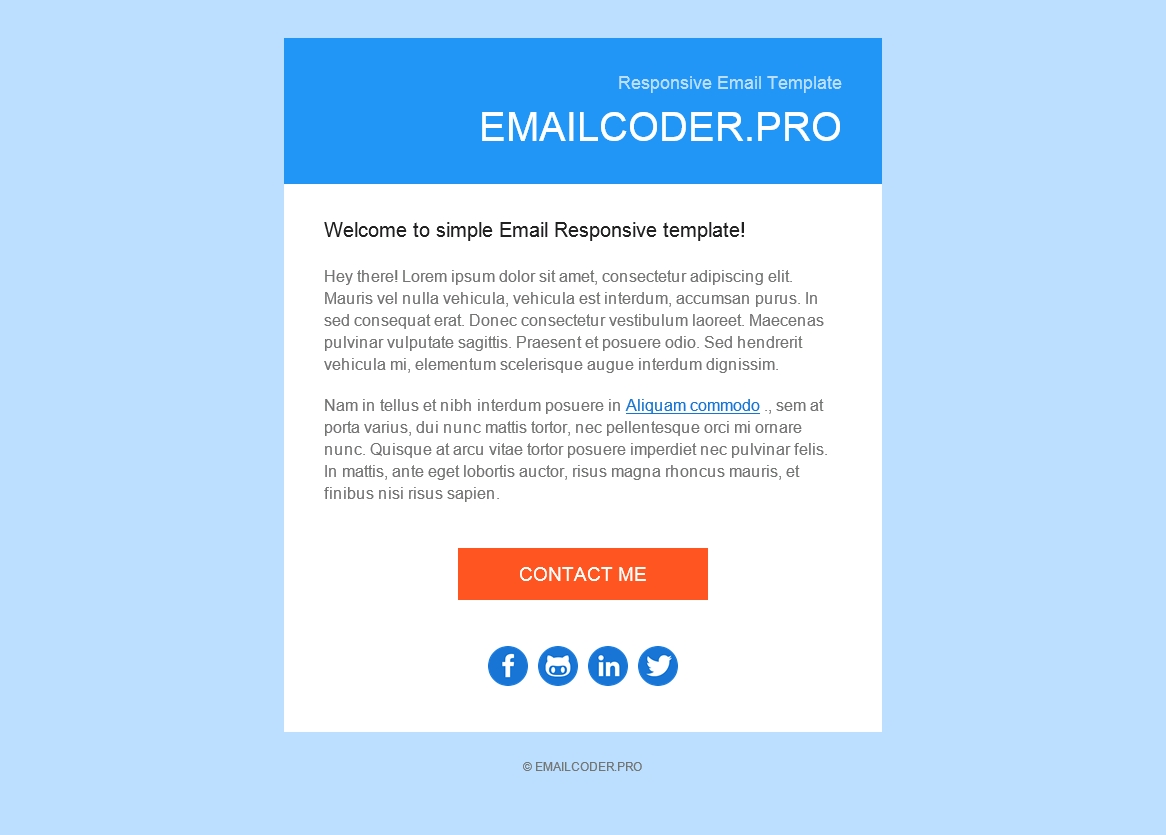 Responsive Email Template
EMAILCODER.PRO
Welcome to simple Email Responsive template!
Hey there! Lorem ipsum dolor sit amet, consectetur adipiscing elit.
Mauris vel nulla vehicula, vehicula est interdum, accumsan purus. In
sed consequat erat. Donec consectetur vestibulum laoreet. Maecenas
pulvinar vulputate sagittis. Praesent et posuere odio. Sed hendrerit
vehicula mi, elementum scelerisque augue interdum dignissim.
Nam in tellus et nibh interdum posuere in Aliquam commodo ., sem at
porta varius, dui nunc mattis tortor, nec pellentesque orci mi ornare
nunc. Quisque at arcu vitae tortor posuere imperdiet nec pulvinar felis.
In mattis, ante eget lobortis auctor, risus magna rhoncus mauris, et
finibus nisi risus sapien.
CONTACT ME
f in
© EMAILCODER.PRO